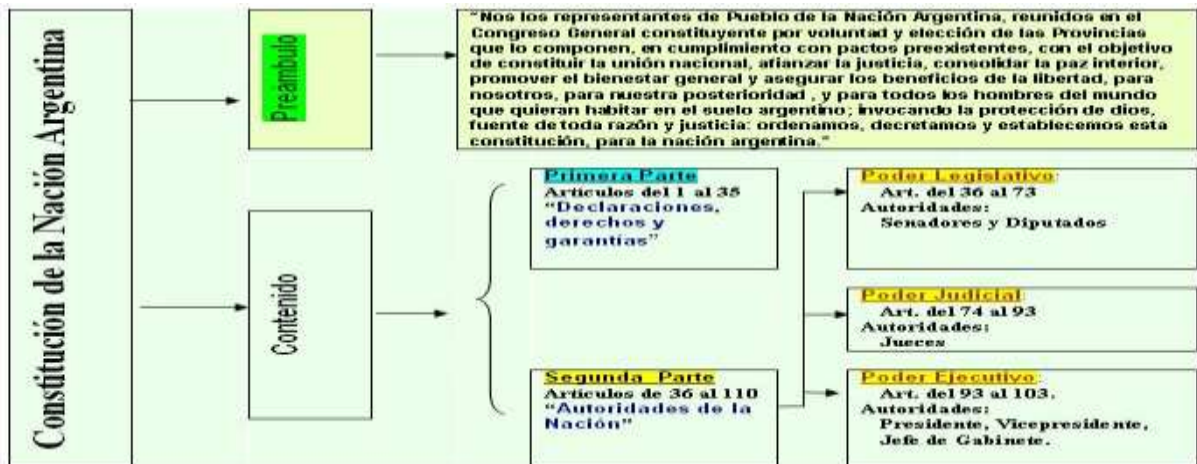 Constitución de la Nación Argentina
Preambulo
"Nos los representantes de Pueblo de la Nación Argentina, reunidos en el
Congreso General constituyente por voluntad y elección de las Provincias
que lo componen, en cumplimiento con pactos preexistentes, con el objetivo
de constituir la unión nacional, afianzar la justicia, consolidar la paz interior,
promover el bienestar general y asegurar los beneficios de la libertad, para
nosotros, para nuestra posterioridad , y para todos los hombres del mundo
que quieran habitar en el suelo argentino; invocando la protección de dios,
fuente de toda razón y justicia: ordenamos, decretamos y establecemos esta
constitución, para la nación argentina."
Contenido
Primera Parte
Artículos del 1 al 35
"Declaraciones,
derechos y
garantías"
Segunda Parte
Artículos de 36 al 110
"Autoridades de la
Nación"
Poder Legislativo:
Art. del 36 al 73
Autoridades:
Senadores y Diputados
Poder Judicial:
Art. del 74 al 93
Autoridades:
Jueces
Poder Ejecutivo:
Art. del 93 al 103.
Autoridades:
Presidente, Vicepresidente,
Jefe de Gabinete.